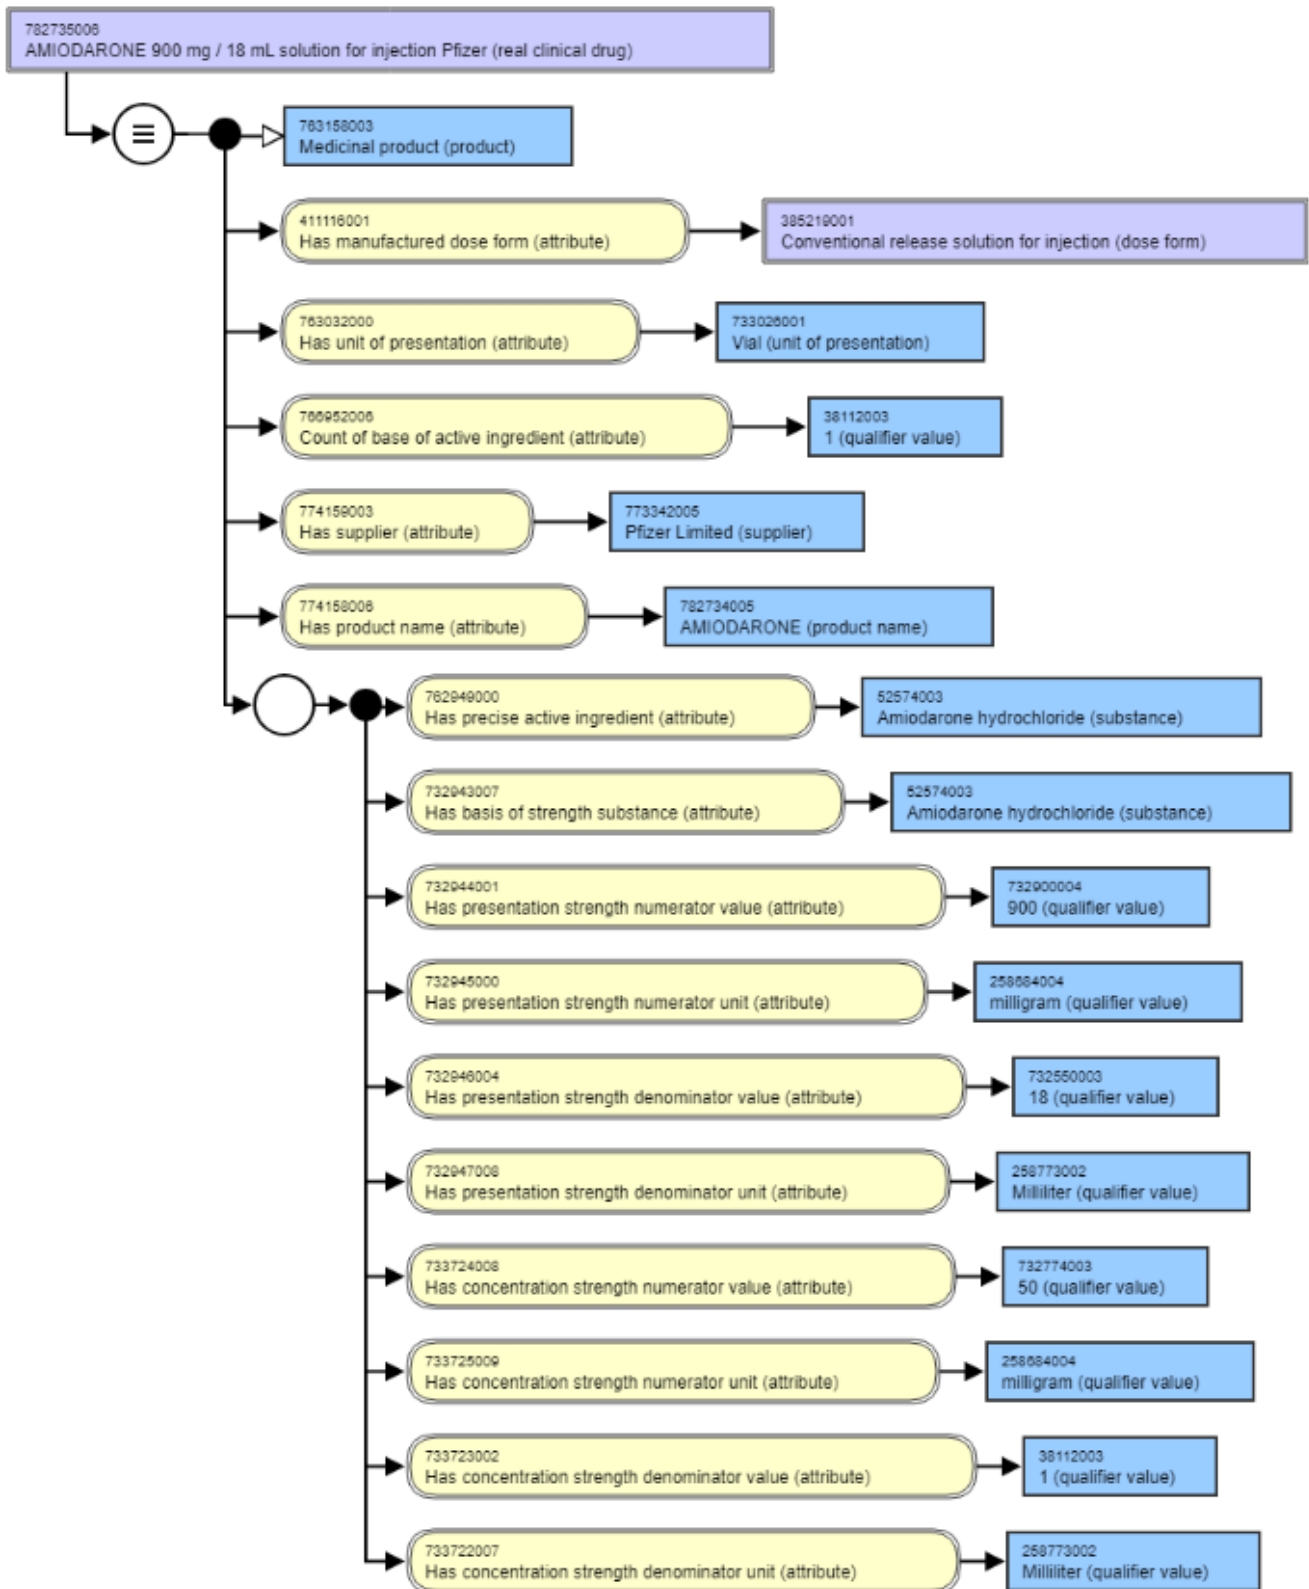 782735006
AMIODARONE 900 mg / 18 mL solution for injection Pfizer (real clinical drug)
763158003
Medicinal product (product)
411116001
Has manufactured dose form (attribute)
385219001
Conventional release solution for injection (dose form)
763032000
Has unit of presentation (attribute)
733026001
Vial (unit of presentation)
766952006
Count of base of active ingredient (attribute)
38112003
1 (qualifier value)
774159003
Has supplier (attribute)
773342005
Pfizer Limited (supplier)
774158006
Has product name (attribute)
782734005
AMIODARONE (product name)
762949000
Has precise active ingredient (attribute)
52574003
Amiodarone hydrochloride (substance)
732943007
Has basis of strength substance (attribute)
52574003
Amiodarone hydrochloride (substance)
732944001
Has presentation strength numerator value (attribute)
732900004
900 (qualifier value)
732945000
Has presentation strength numerator unit (attribute)
258684004
milligram (qualifier value)
732946004
Has presentation strength denominator value (attribute)
732550003
18 (qualifier value)
732947008
Has presentation strength denominator unit (attribute)
258773002
Milliliter (qualifier value)
733724008
Has concentration strength numerator value (attribute)
732774003
50 (qualifier value)
733725009
Has concentration strength numerator unit (attribute)
258684004
milligram (qualifier value)
733723002
Has concentration strength denominator value (attribute)
38112003
1 (qualifier value)
733722007
Has concentration strength denominator unit (attribute)
258773002
Milliliter (qualifier value)